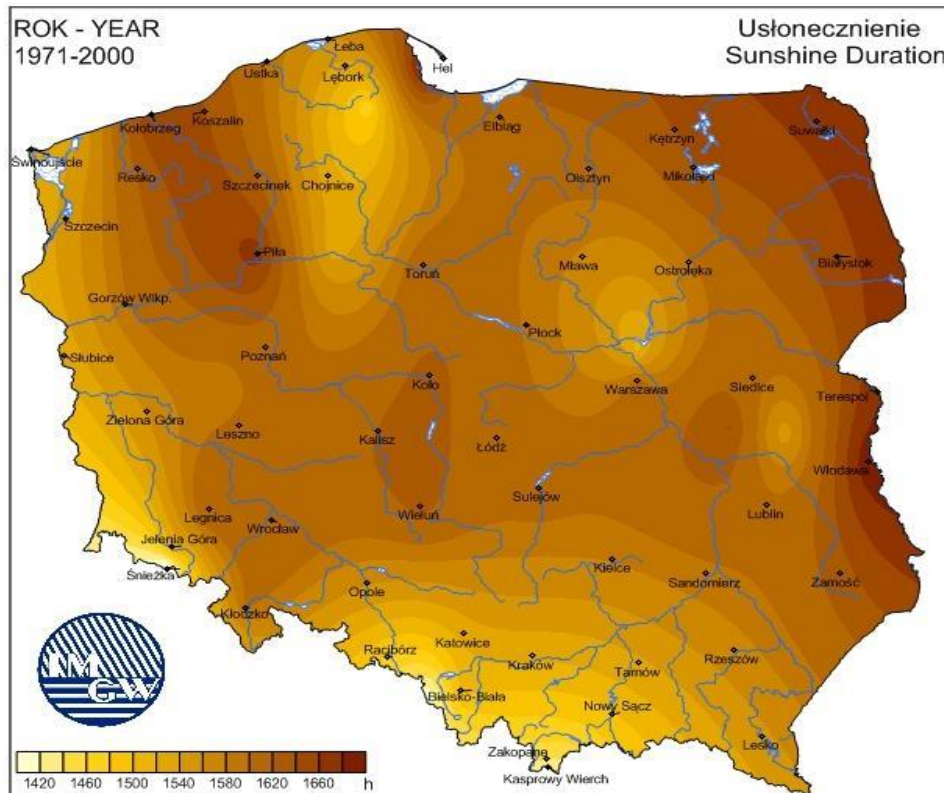 ROK - YEAR
1971-2000
Usłonecznienie
Sunshine Duration
Łeba
Hel
Ustka
Lębork
Kołobrzeg
Koszalin
Elbląg
Kętrzyn
Suwałki
Świnoujście
Resko
Szczecinek
Chojnice
Olsztyn
Mikołajki
Szczecin
Piła
Toruń
Mława
Ostrołęka
Białystok
Gorzów Wlkp.
Płock
Słubice
Poznań
Koło
Warszawa
Siedlce
Terespol
Zielona Góra
Leszno
Kalisz
Łódź
Włodawa
Sulejów
Legnica
Wrocław
Wieluń
Lublin
Jelenia Góra
Śnieżka
Kielce
Sandomierz
Zamość
Opole
Kłodzko
Katowice
Racibórz
Kraków
Tarnów
Rzeszów
Bielsko-Biała
Nowy Sącz
Lesko
Zakopane
Kasprowy Wierch
IM
GW
1420 1460 1500 1540 1580 1620 1660 h